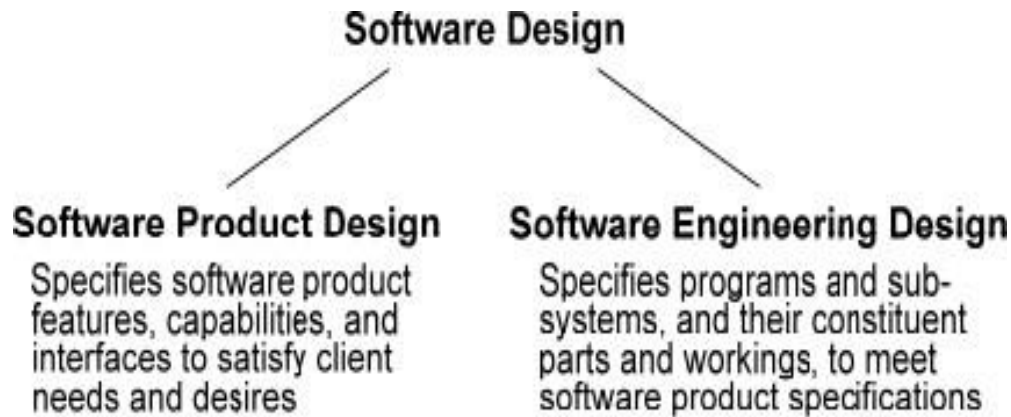 Software Design
Software Product Design
Specifies software product
features, capabilities, and
interfaces to satisfy client
needs and desires
Software Engineering Design
Specifies programs and sub-
systems, and their constituent
parts and workings, to meet
software product specifications